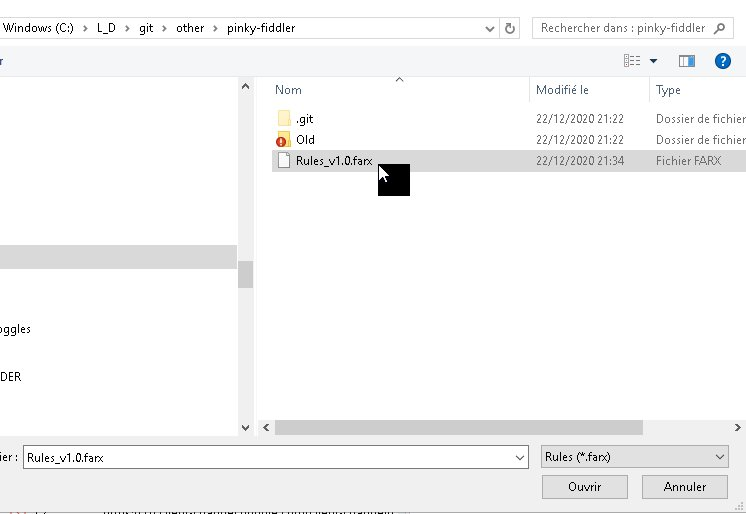 Windows (C:) > L_D > git > other > pinky-fiddler
Rechercher dans : pinky-fiddler
r
Nom Modifié le Type
.git 22/12/2020 21:22 Dossier de fichier
Old 22/12/2020 21:22 Dossier de fichier
Rules_v1.0.farx 22/12/2020 21:34 Fichier FARX
oggles
DER
ier : Rules_v1.0.farx Rules (*.farx)
Ouvrir Annuler